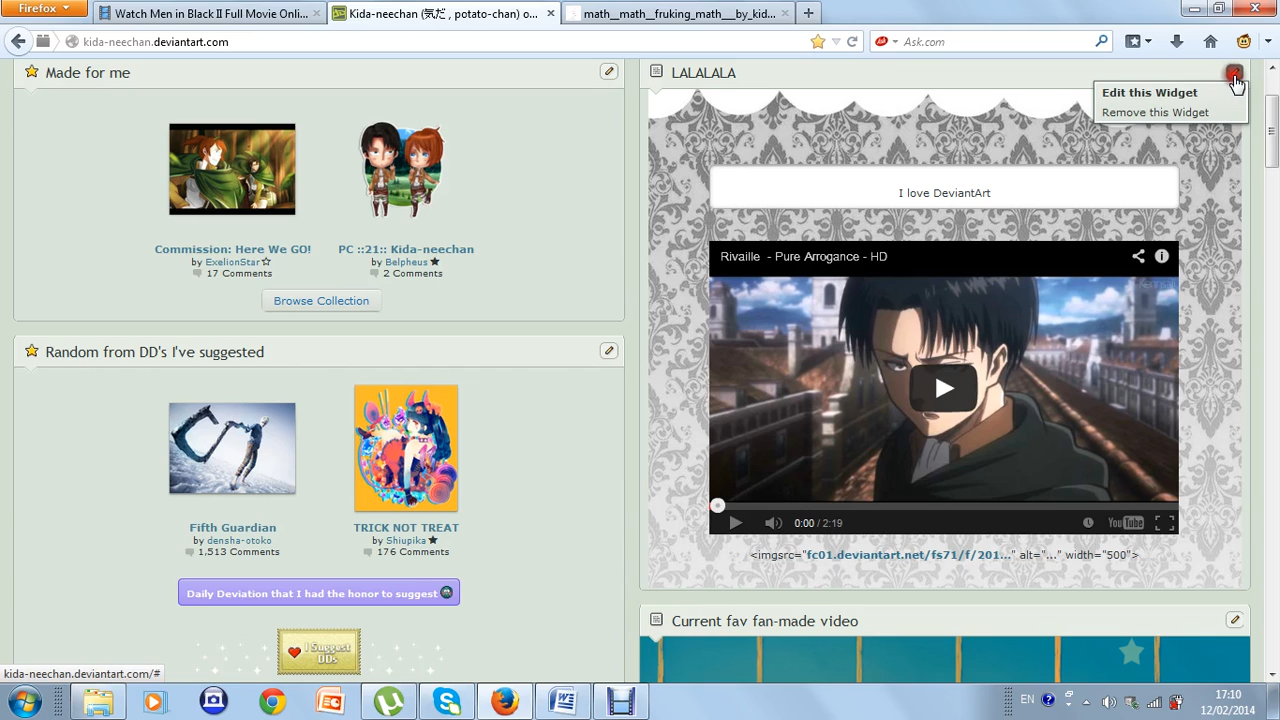 Firefox
Watch Men in Black II Full Movie Onli...
Kida-neechan (気だ , potato-chan) o...
math__math__fruking_math___by_kid...
kida-neechan.deviantart.com
Ask.com
Made for me
Commission: Here We GO!
by ExelionStar
17 Comments
PC ::21:: Kida-neechan
by Belpheus
2 Comments
Browse Collection
Random from DD's I've suggested
Fifth Guardian
by densha-otoko
1,513 Comments
TRICK NOT TREAT
by Shiupika
176 Comments
Daily Deviation that I had the honor to suggest
I Suggest
DDs
LALALALA
Edit this Widget
Remove this Widget
I love DeviantArt
Rivaille - Pure Arrogance - HD
0:00 / 2:19
YouTube
<imgsrc="fc01.deviantart.net/fs71/f/201..." alt="..." width="500">
Current fav fan-made video
kida-neechan.deviantart.com/#
EN
17:10
12/02/2014